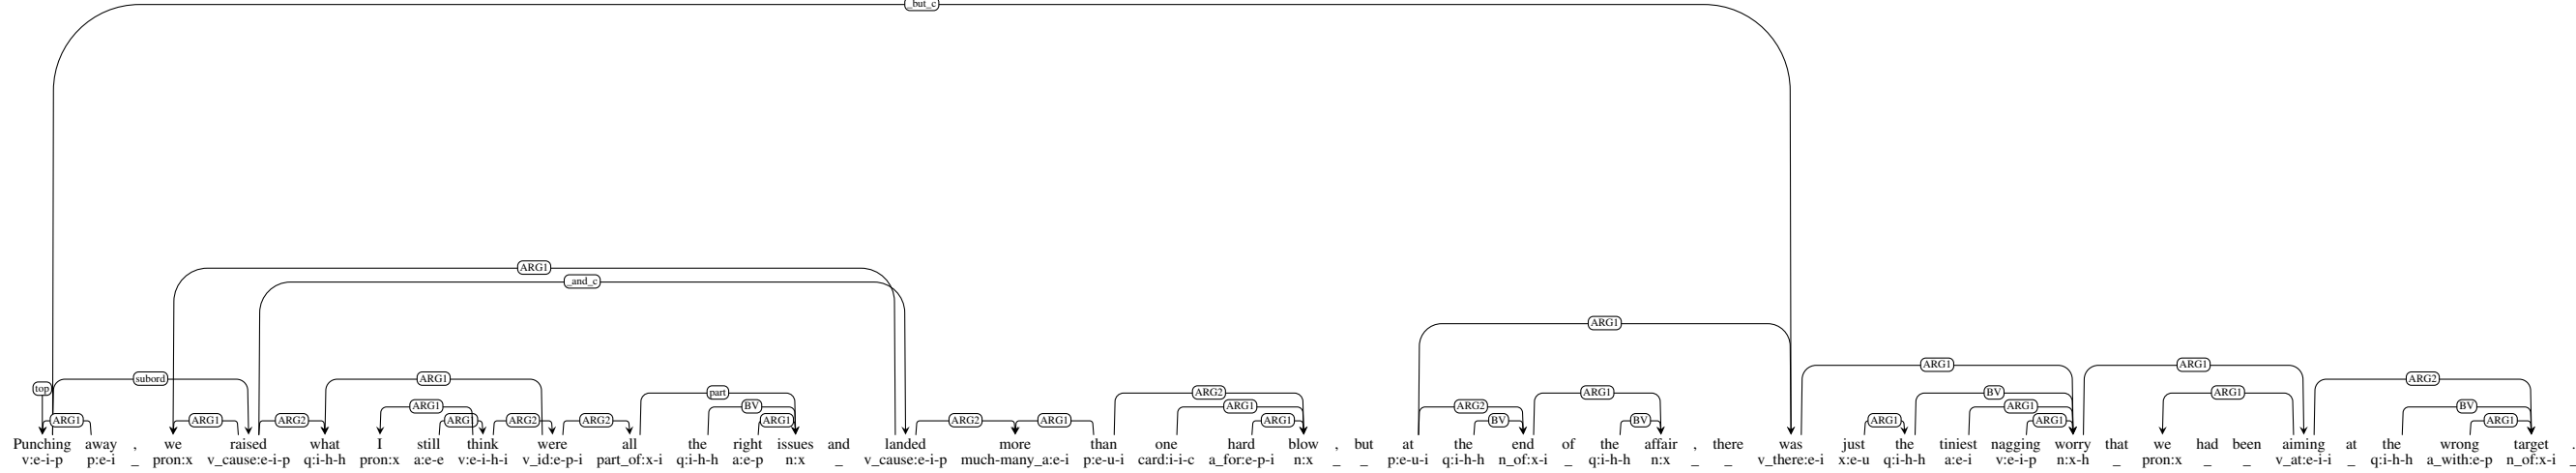 _but_c
ARG1
_and_c
ARG1
ARG1
subord ARG1 ARG2
top
part ARG2 ARG1
BV
ARG1 BV ARG1 ARG2 ARG1 ARG1 BV
ARG1 ARG1 ARG2 ARG1 ARG2 ARG2 ARG1 ARG2 ARG1 ARG1 BV BV ARG1 ARG1 ARG1
Punching away , we raised what I still think were all the right issues and landed more than one hard blow , but at the end of the affair , there was just the tiniest nagging worry that we had been aiming at the wrong target .
v:e-i-p p:e-i _ pron:x v_cause:e-i-p q:i-h-h pron:x a:e-e v:e-i-h-i v_id:e-p-i part_of:x-i q:i-h-h a:e-p n:x _ v_cause:e-i-p much-many_a:e-i p:e-u-i card:i-i-c a_for:e-p-i n:x _ _ p:e-u-i q:i-h-h n_of:x-i _ q:i-h-h n:x _ _ v_there:e-i x:e-u q:i-h-h a:e-i v:e-i-p n:x-h _ pron:x _ _ v_at:e-i-i _ q:i-h-h a_with:e-p n_of:x-i _